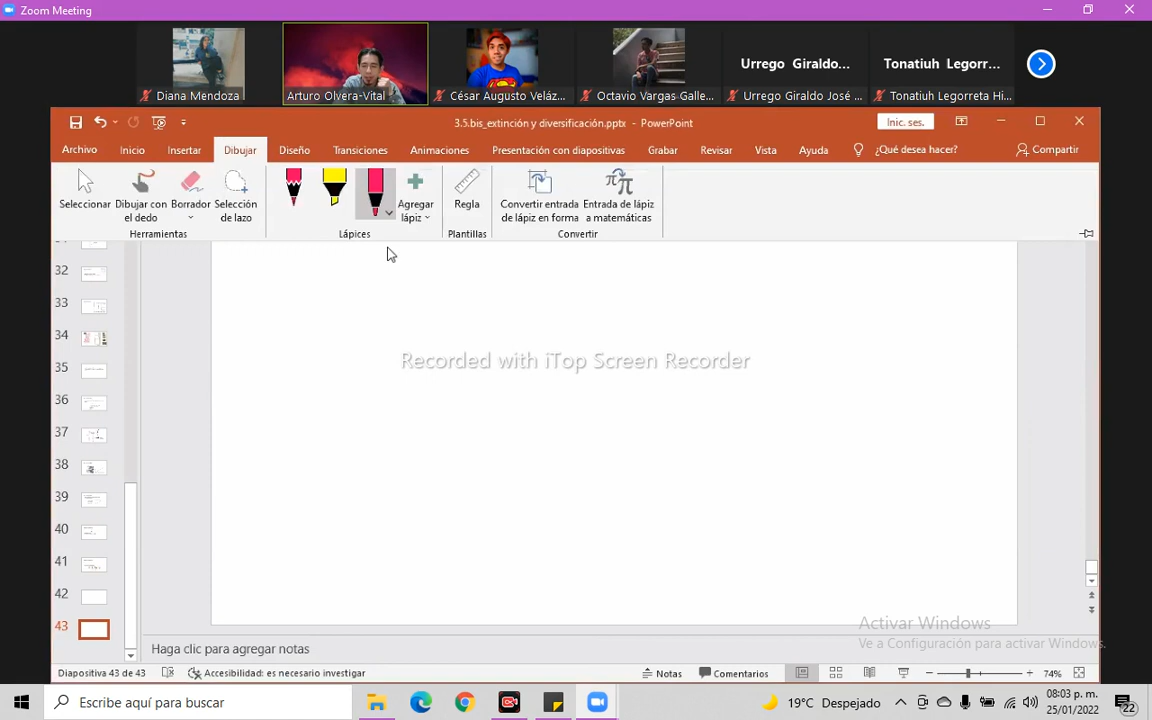 Zoom Meeting
Diana Mendoza
Arturo Olvera-Vital
César Augusto Veláz...
Octavio Vargas-Galle...
Urrego Giraldo...
Urrego Giraldo José ...
Tonatiuh Legorr...
Tonatiuh Legorreta Hi...
3.5.bis_extinción y diversificación.pptx - PowerPoint
Inic. ses.
Archivo Inicio Insertar Dibujar Diseño Transiciones Animaciones Presentación con diapositivas Grabar Revisar Vista Ayuda ¿Qué desea hacer? Compartir
Seleccionar
Dibujar con el dedo
Borrador
Selección de lazo
Herramientas
Agregar lápiz
Lápices
Regla
Plantillas
Convertir entrada de lápiz en forma
Entrada de lápiz a matemáticas
Convertir
32
33
34
35
36
37
38
39
40
41
42
43
Recorded with iTop Screen Recorder
Activar Windows
Ve a Configuración para activar Windows.
Haga clic para agregar notas
Diapositiva 43 de 43 Accesibilidad: es necesario investigar Notas Comentarios 74%
Escribe aquí para buscar
19°C Despejado
08:03 p. m.
25/01/2022
22